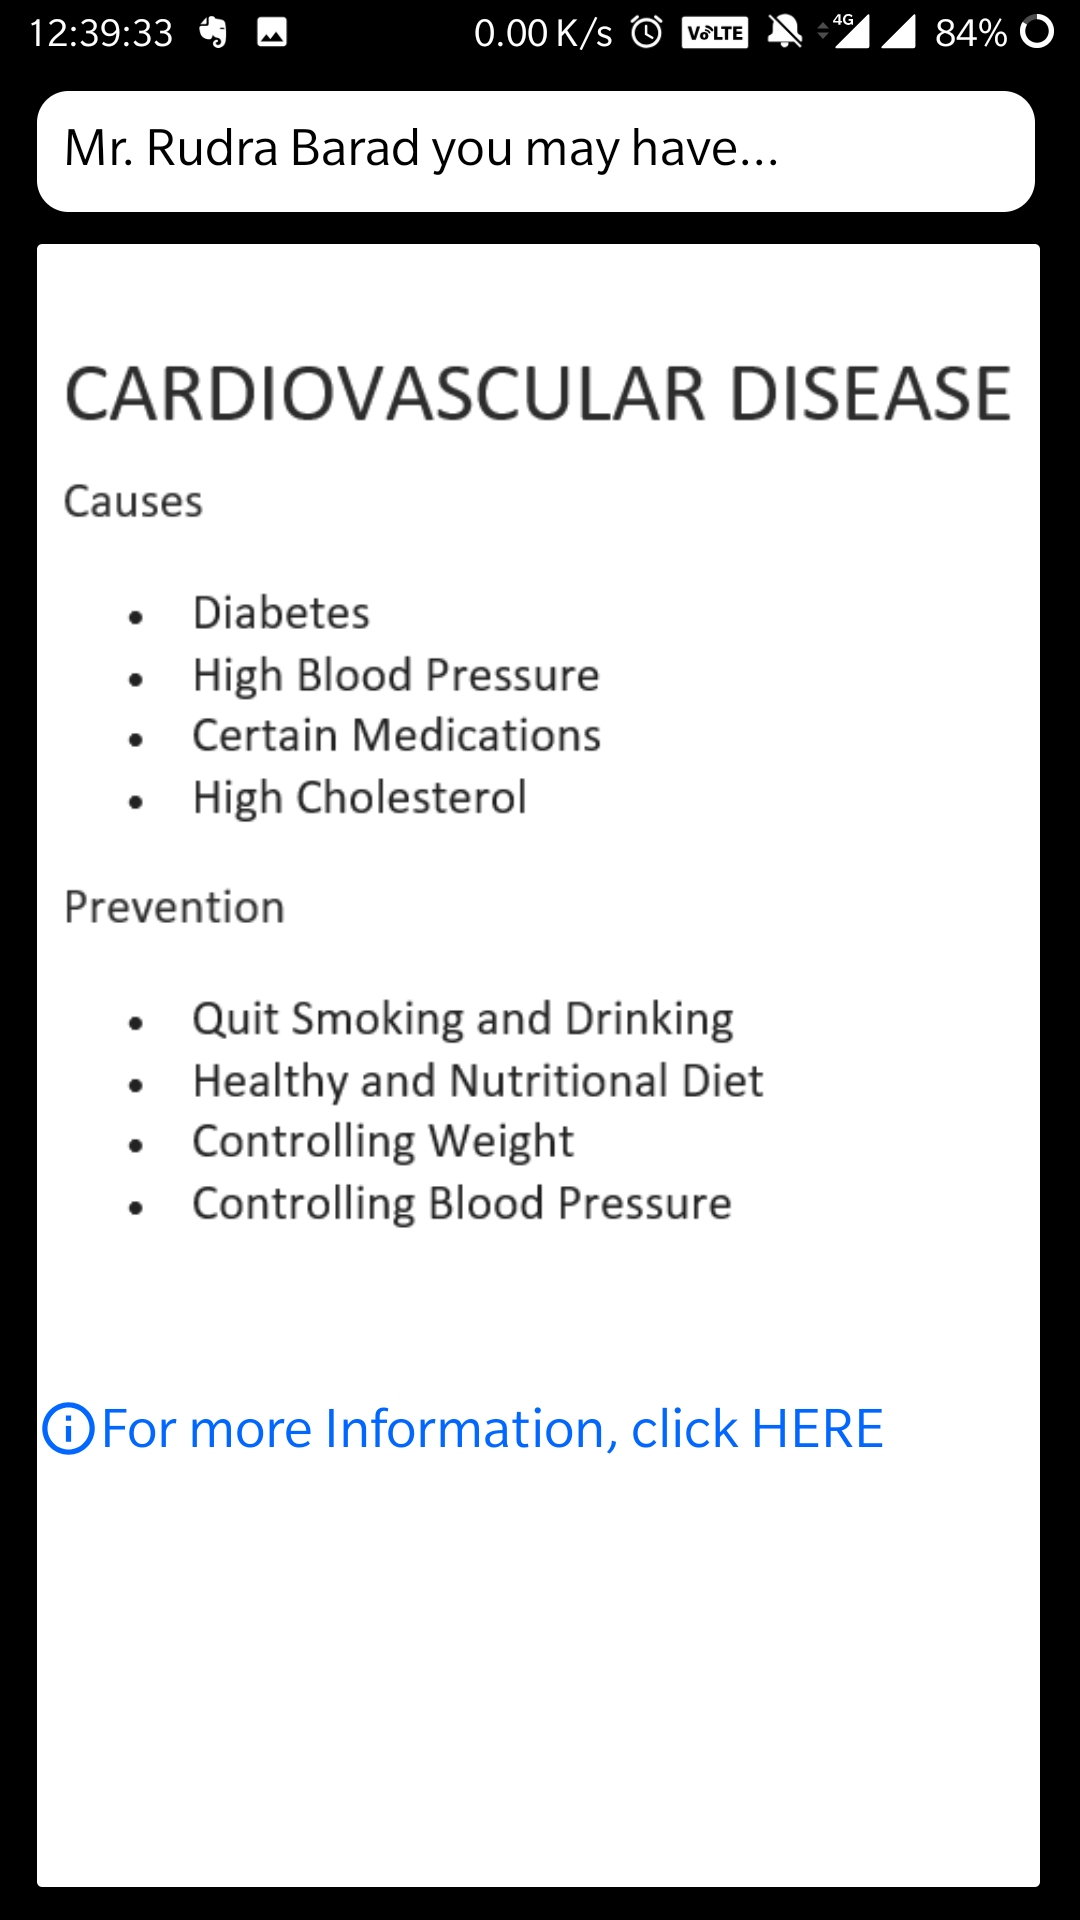 12:39:33 0.00 K/s VoLTE 4G 84%
Mr. Rudra Barad you may have...
CARDIOVASCULAR DISEASE
Causes
• Diabetes
• High Blood Pressure
• Certain Medications
• High Cholesterol
Prevention
• Quit Smoking and Drinking
• Healthy and Nutritional Diet
• Controlling Weight
• Controlling Blood Pressure
For more Information, click HERE